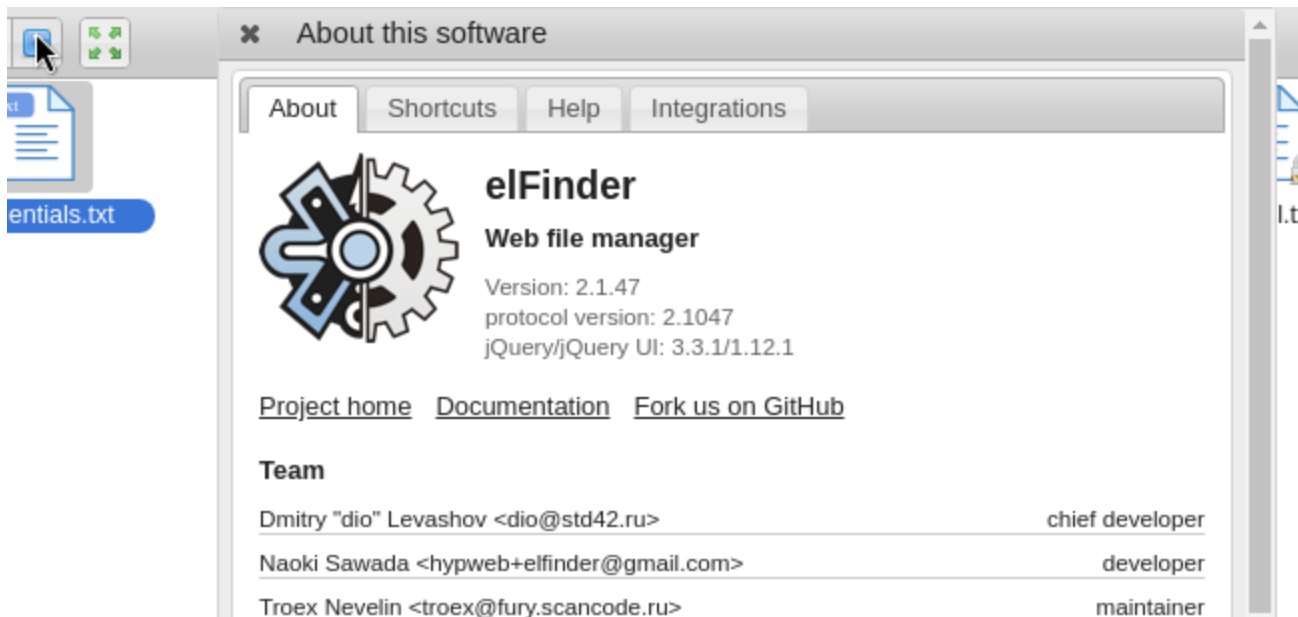 About this software
About Shortcuts Help Integrations
xt
entials.txt
elFinder
Web file manager
Version: 2.1.47
protocol version: 2.1047
jQuery/jQuery UI: 3.3.1/1.12.1
l.t
Project home Documentation Fork us on GitHub
Team
Dmitry "dio" Levashov <dio@std42.ru> chief developer
Naoki Sawada <hypweb+elfinder@gmail.com> developer
Troex Nevelin <troex@fury.scancode.ru> maintainer